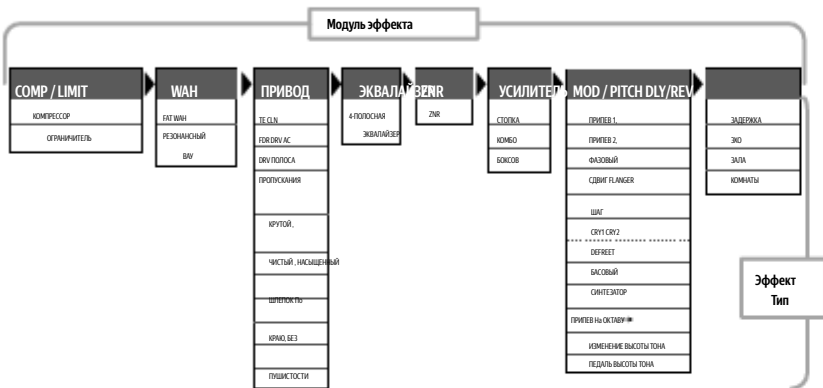 Модуль эффекта
COMP / LIMIT
WAH
ПРИВОД
ЭКВАЛАЙЗЕР
ZNR
УСИЛИТЕЛЬ
MOD / PITCH DLY/REV
КОМПРЕССОР
ОГРАНИЧИТЕЛЬ
FAT WAH
РЕЗОНАНСНЫЙ
ВАУ
TE CLN
FDR DRV AC
DRV ПОЛОСА
ПРОПУСКАНИЯ
КРУТОЙ ,
ЧИСТЫЙ , НАСЫЩЕННЫЙ
ШЛЕПОК По
КРАЮ, БЕЗ
ПУШИСТОСТИ
4-ПОЛОСНАЯ
ЭКВАЛАЙЗЕР
ZNR
СТОПКА
КОМБО
БОКСОВ
ПРИПЕВ 1,
ПРИПЕВ 2,
ФАЗОВЫЙ
СДВИГ FLANGER
ШАГ
CRY1 CRY2
DEFREET
БАСОВЫЙ
СИНТЕЗАТОР
ПРИПЕВ На ОКТАВУ
ИЗМЕНЕНИЕ ВЫСОТЫ ТОНА
ПЕДАЛЬ ВЫСОТЫ ТОНА
ЗАДЕРЖКА
ЭХО
ЗАЛА
КОМНАТЫ
Эффект
Тип